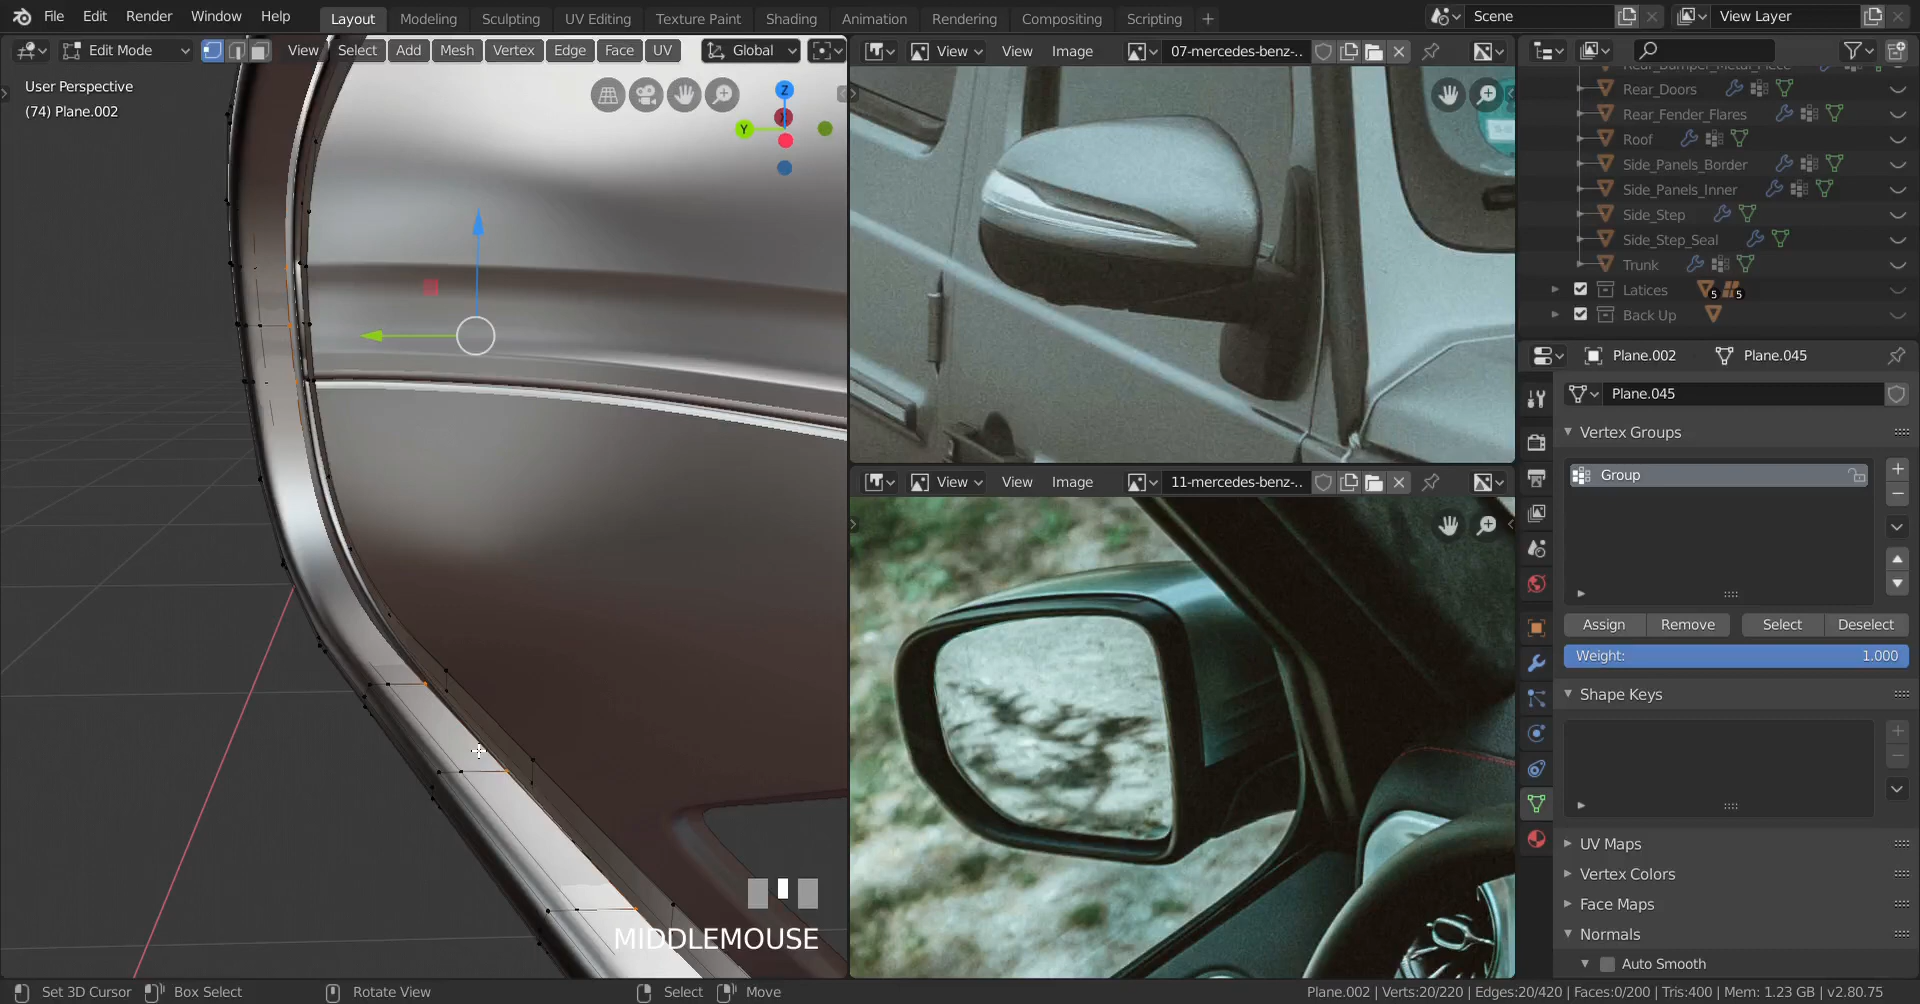 File Edit Render Window Help Layout Modeling Sculpting UV Editing Texture Paint Shading Animation Rendering Compositing Scripting + Scene View Layer
Edit Mode View Select Add Mesh Vertex Edge Face UV Global
View View Image 07-mercedes-benz-..
User Perspective
(74) Plane.002
Z
Y
Rear_Damper_Metal_Piece
Rear_Doors
Rear_Fender_Flares
Roof
Side_Panels_Border
Side_Panels_Inner
Side_Step
Side_Step_Seal
Trunk
Latices 5 5
Back Up
Plane.002 Plane.045
Plane.045
Vertex Groups
Group
Assign Remove Select Deselect
Weight: 1.000
Shape Keys
UV Maps
Vertex Colors
Face Maps
Normals
Auto Smooth
View View Image 11-mercedes-benz-..
MIDDLEMOUSE
Set 3D Cursor Box Select Rotate View Select Move Plane.002 | Verts:20/220 | Edges:20/420 | Faces:0/200 | Tris:400 | Mem: 1.23 GB | v2.80.75